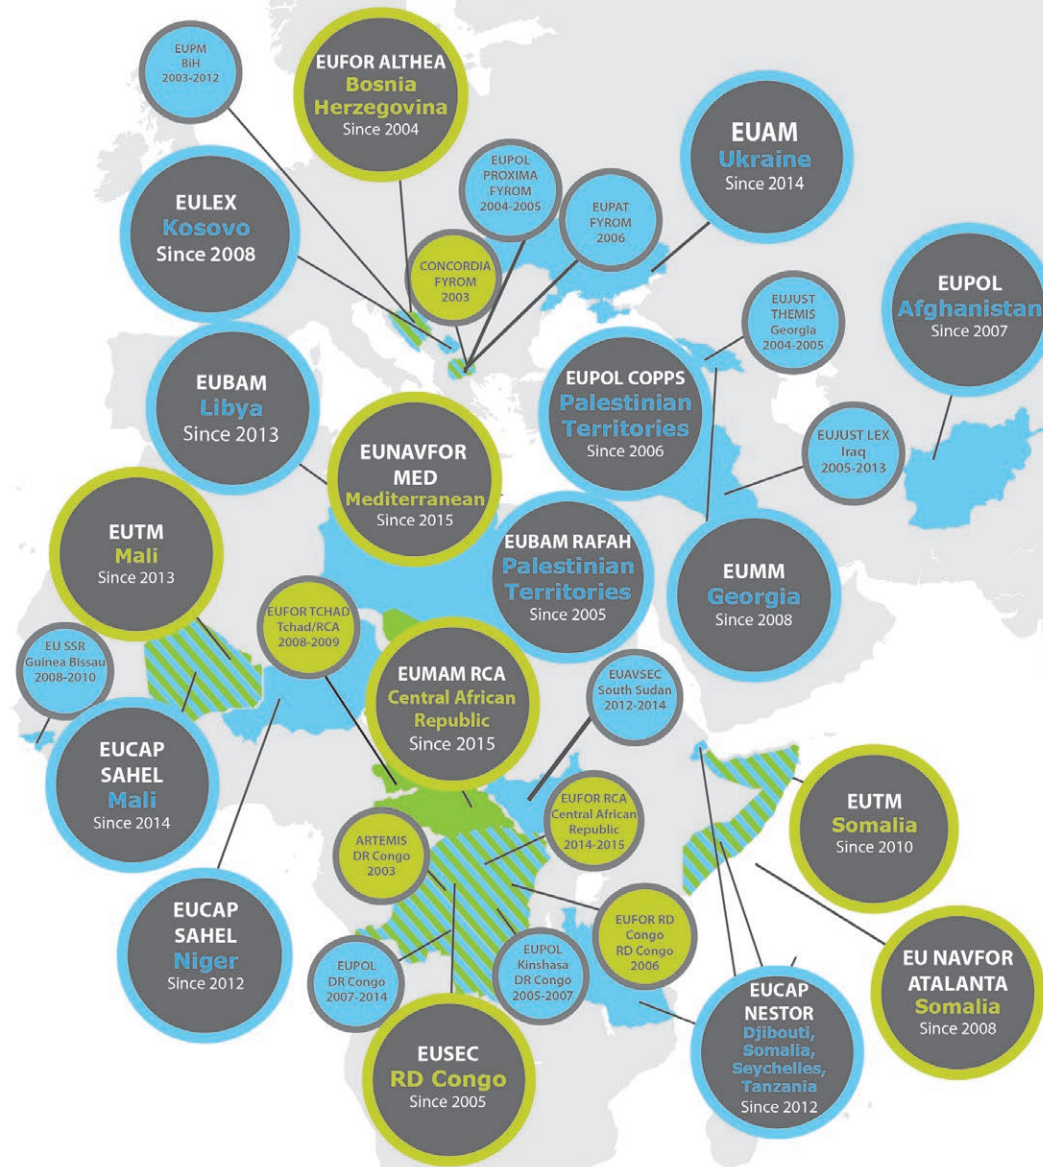 EUPM
BiH
2003-2012
EUFOR ALTHEA
Bosnia
Herzegovina
Since 2004
EUPOL
PROXIMA
FYROM
2004-2005
EUAM
Ukraine
Since 2014
EULEX
Kosovo
Since 2008
EUPAT
FYROM
2006
CONCORDIA
FYROM
2003
EUJUST
THEMIS
Georgia
2004-2005
EUPOL
Afghanistan
Since 2007
EUBAM
Libya
Since 2013
EUPOL COPPS
Palestinian
Territories
Since 2006
EUNAVFOR
MED
Mediterranean
Since 2015
EUJUST LEX
Iraq
2005-2013
EUTM
Mali
Since 2013
EUBAM RAFAH
Palestinian
Territories
Since 2005
EUMM
Georgia
Since 2008
EUFOR TCHAD
Tchad/RCA
2008-2009
EU SSR
Guinea Bissau
2008-2010
EUMAM RCA
Central African
Republic
Since 2015
EUAVSEC
South Sudan
2012-2014
EUCAP
SAHEL
Mali
Since 2014
EUFOR RCA
Central African
Republic
2014-2015
EUTM
Somalia
Since 2010
ARTEMIS
DR Congo
2003
EUCAP
SAHEL
Niger
Since 2012
EUPOL
DR Congo
2007-2014
EUPOL
Kinshasa
DR Congo
2005-2007
EUFOR RD
Congo
RD Congo
2006
EU NAVFOR
ATALANTA
Somalia
Since 2008
EUSEC
RD Congo
Since 2005
EUCAP
NESTOR
Djibouti,
Somalia,
Seychelles,
Tanzania
Since 2012